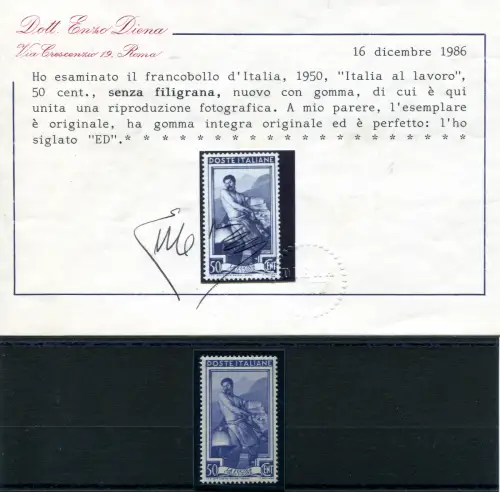 Dott. Enzo Diena
Via Crescenzio 19, Roma
16 dicembre 1986
Ho esaminato il francobollo d'Italia, 1950, "Italia al lavoro",
50 cent., senza filigrana, nuovo con gomma, di cui è qui
unita una riproduzione fotografica. A mio parere, l'esemplare
è originale, ha gomma integra originale ed è perfetto: l'ho
siglato "ED".* * * * * * * * * * * * * * * * * * *
POSTE ITALIANE
50
CENT
POSTE ITALIANE
50
CENT